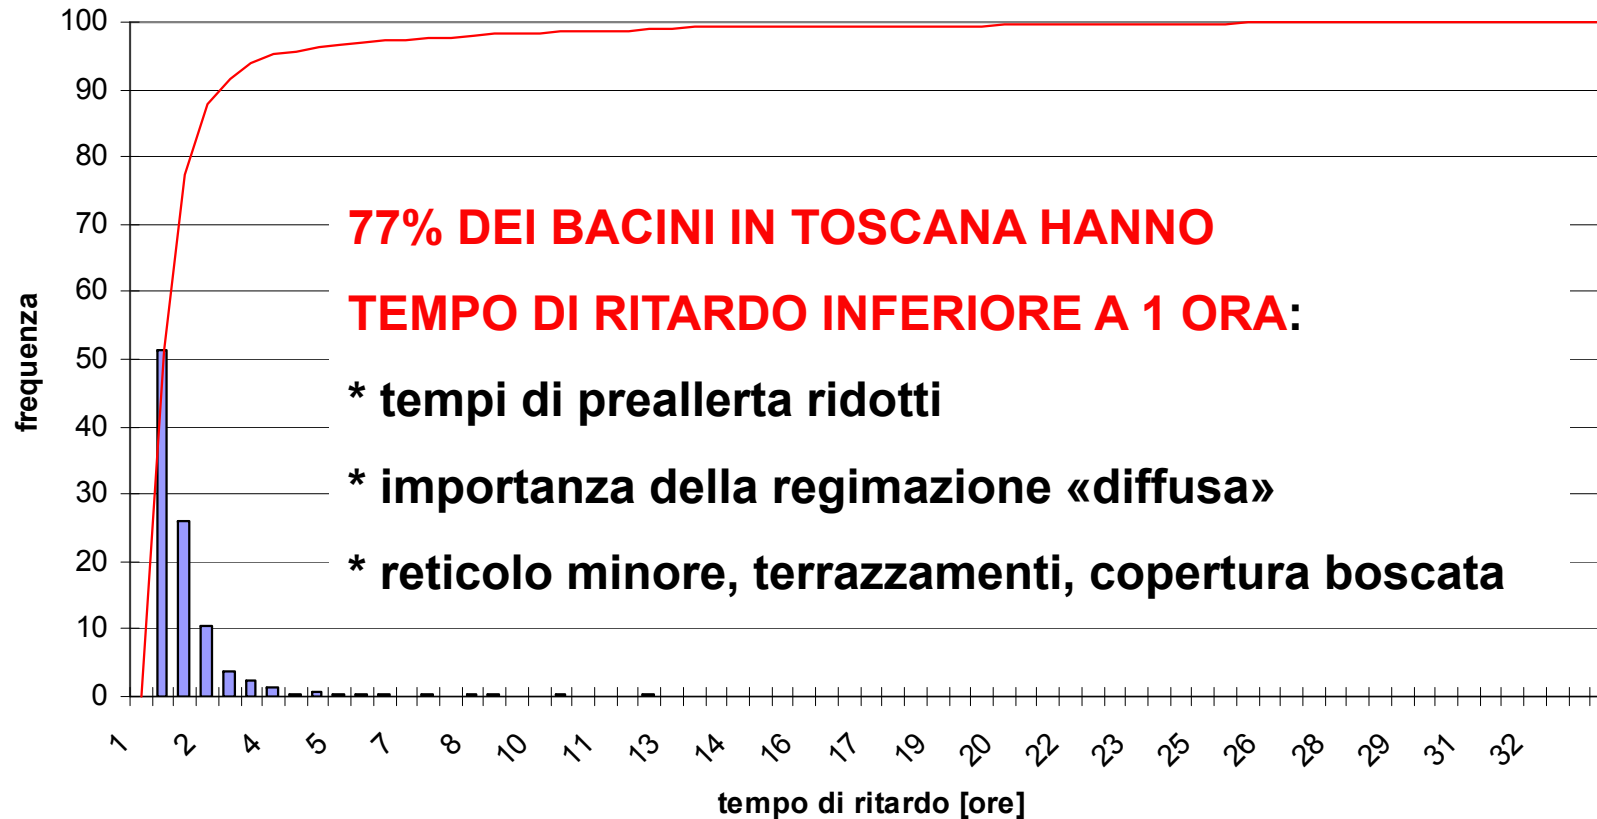 100
90
80
70
60
50
40
30
20
10
0
frequenza
77% DEI BACINI IN TOSCANA HANNO
TEMPO DI RITARDO INFERIORE A 1 ORA:
* tempi di preallerta ridotti
* importanza della regimazione «diffusa»
* reticolo minore, terrazzamenti, copertura boscata
1 2 4 5 7 8 10 11 13 14 16 17 19 20 22 23 25 26 28 29 31 32
tempo di ritardo [ore]